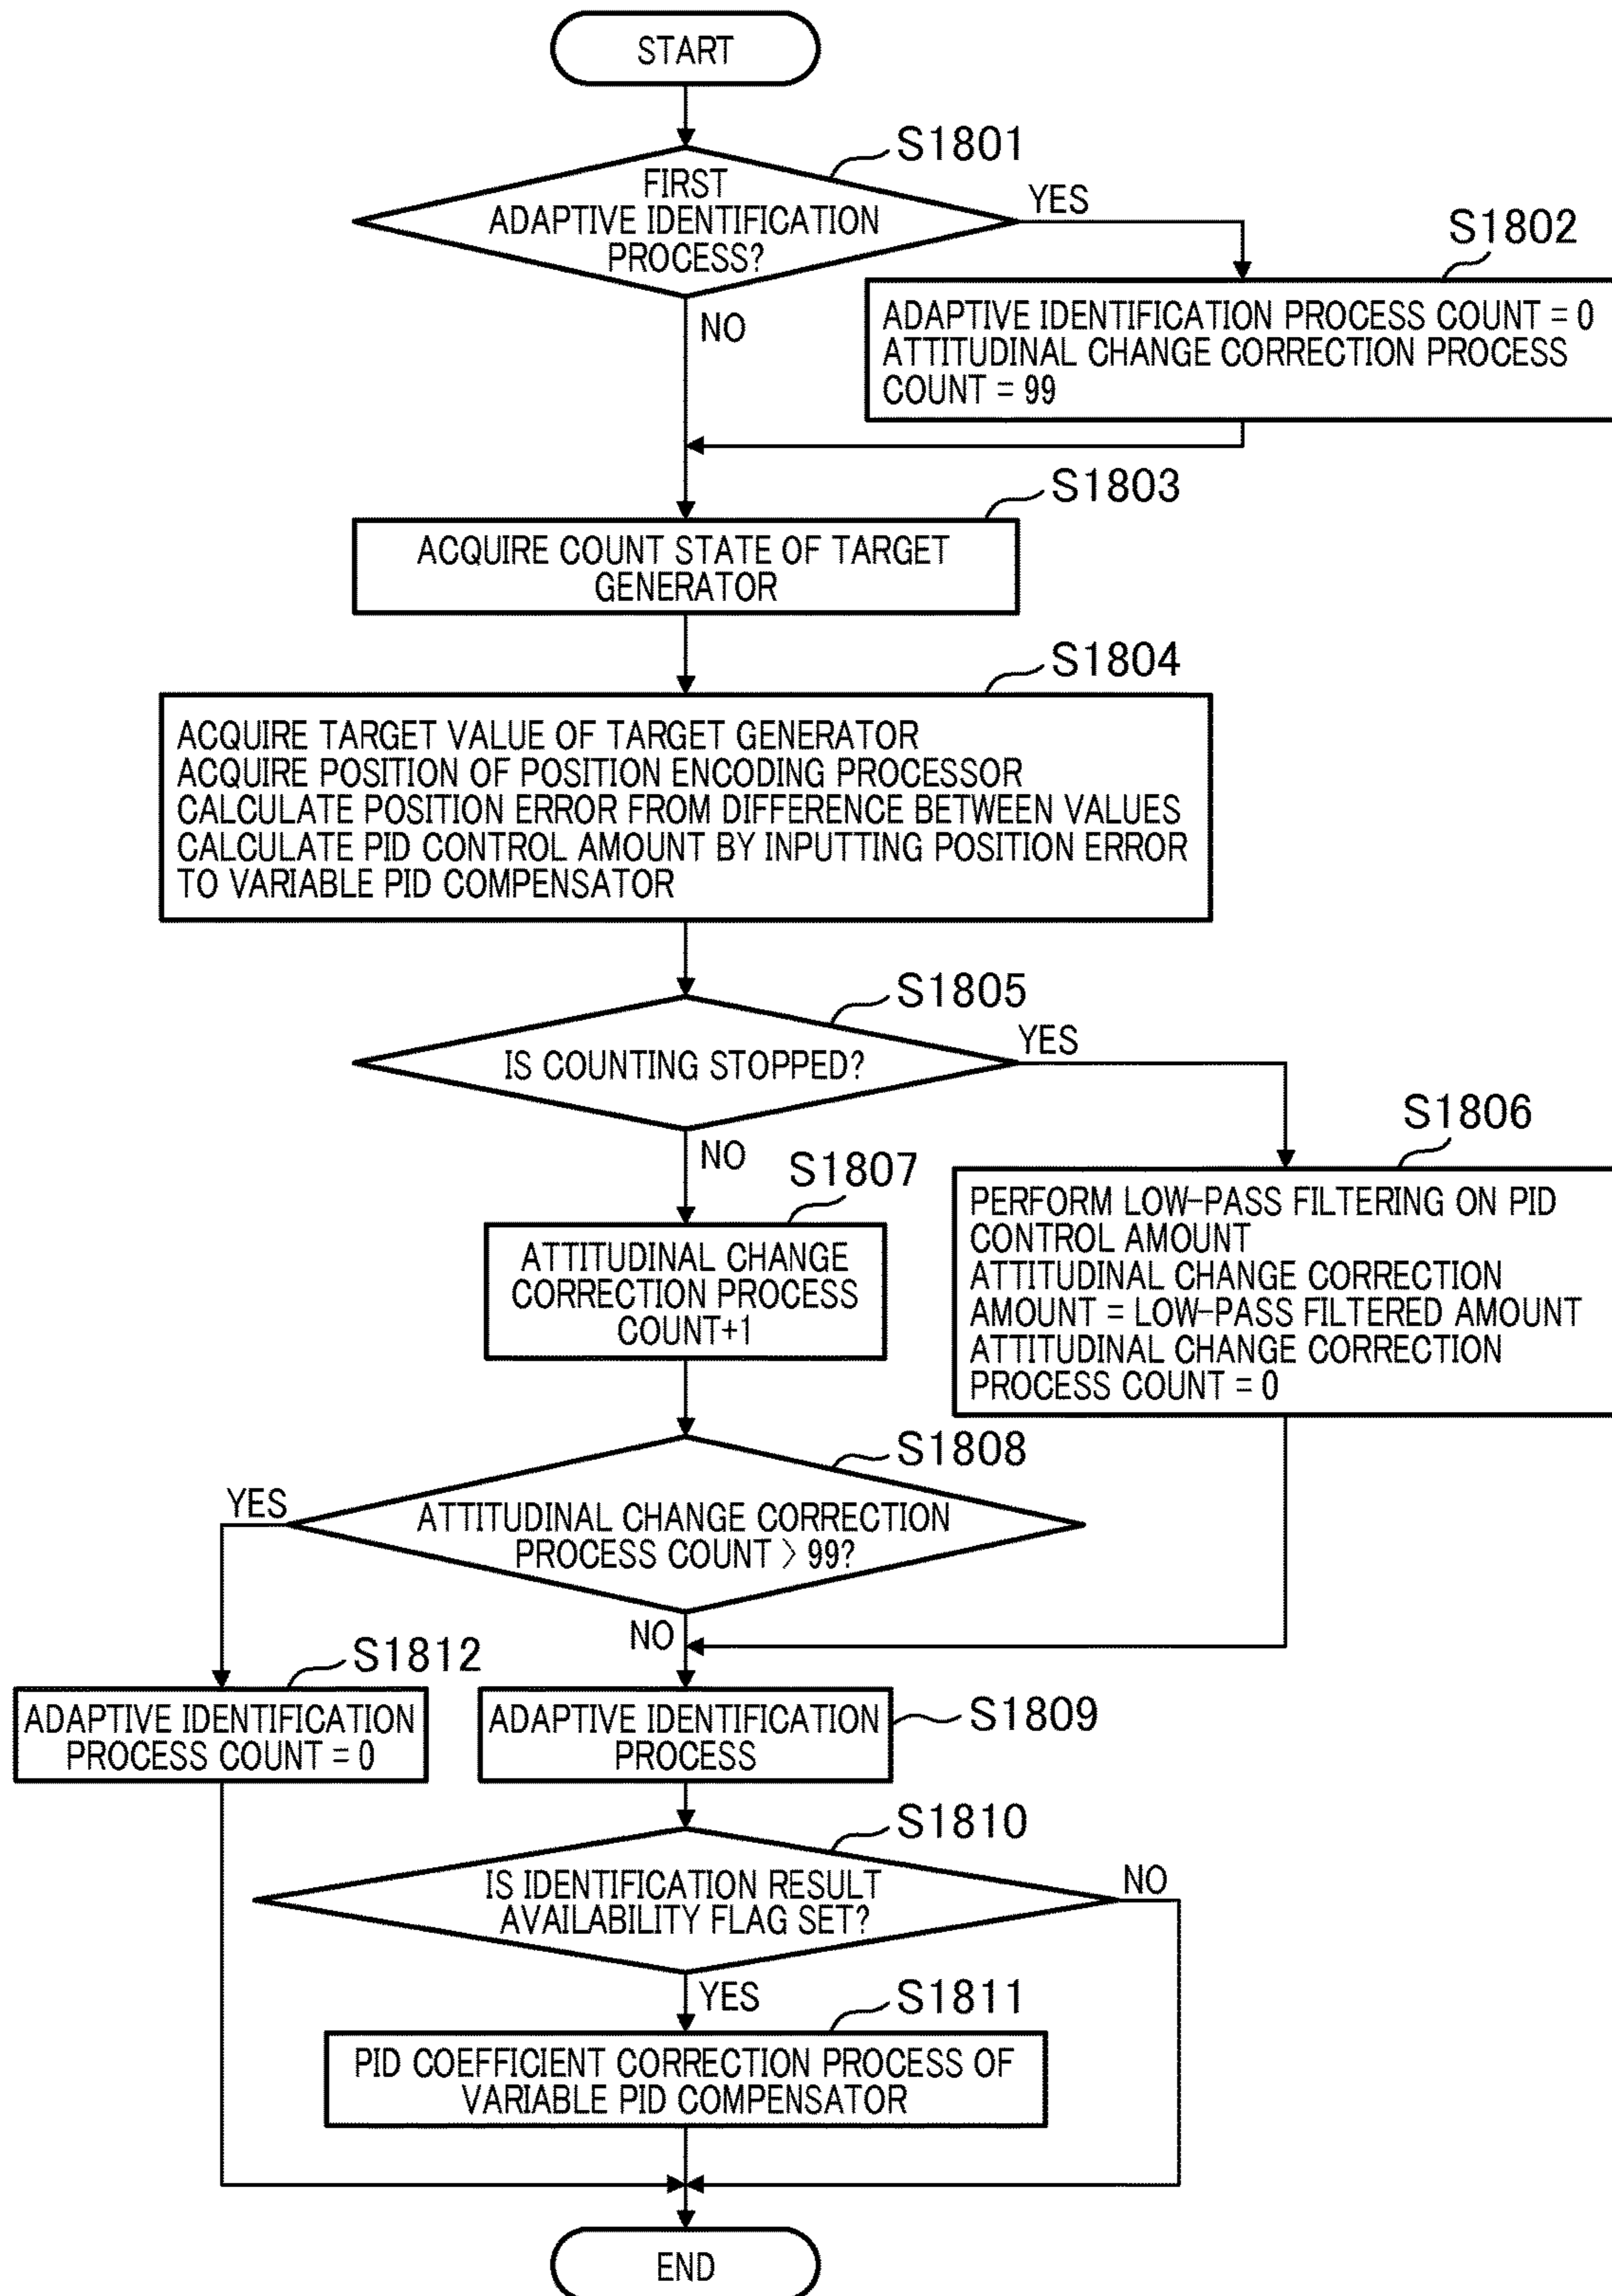 START
S1801
FIRST
ADAPTIVE IDENTIFICATION
PROCESS?
YES
NO
S1802
ADAPTIVE IDENTIFICATION PROCESS COUNT = 0
ATTITUDINAL CHANGE CORRECTION PROCESS
COUNT = 99
S1803
ACQUIRE COUNT STATE OF TARGET
GENERATOR
S1804
ACQUIRE TARGET VALUE OF TARGET GENERATOR
ACQUIRE POSITION OF POSITION ENCODING PROCESSOR
CALCULATE POSITION ERROR FROM DIFFERENCE BETWEEN VALUES
CALCULATE PID CONTROL AMOUNT BY INPUTTING POSITION ERROR
TO VARIABLE PID COMPENSATOR
S1805
IS COUNTING STOPPED?
YES
NO
S1806
PERFORM LOW-PASS FILTERING ON PID
CONTROL AMOUNT
ATTITUDINAL CHANGE CORRECTION
AMOUNT = LOW-PASS FILTERED AMOUNT
ATTITUDINAL CHANGE CORRECTION
PROCESS COUNT = 0
S1807
ATTITUDINAL CHANGE
CORRECTION PROCESS
COUNT+1
S1808
YES
ATTITUDINAL CHANGE CORRECTION
PROCESS COUNT > 99?
NO
S1812
ADAPTIVE IDENTIFICATION
PROCESS COUNT = 0
ADAPTIVE IDENTIFICATION
PROCESS
S1809
S1810
IS IDENTIFICATION RESULT
AVAILABILITY FLAG SET?
NO
YES
S1811
PID COEFFICIENT CORRECTION PROCESS OF
VARIABLE PID COMPENSATOR
END